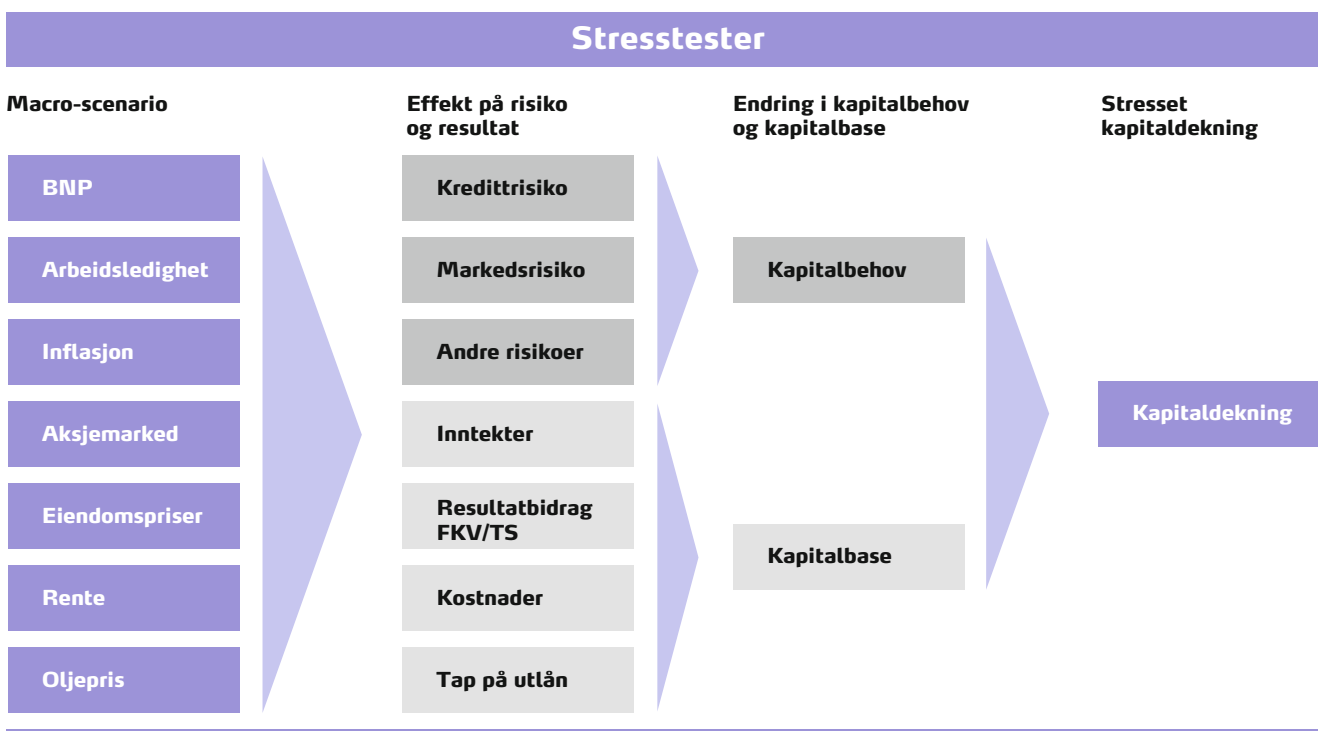 Stresstester
Macro-scenario
Effekt på risiko
og resultat
Endring i kapitalbehov
og kapitalbase
Stresset
kapitaldekning
BNP
Arbeidsledighet
Inflasjon
Aksjemarked
Eiendomspriser
Rente
Oljepris
Kredittrisiko
Markedsrisiko
Andre risikoer
Inntekter
Resultatbidrag
FKV/TS
Kostnader
Tap på utlån
Kapitalbehov
Kapitalbase
Kapitaldekning